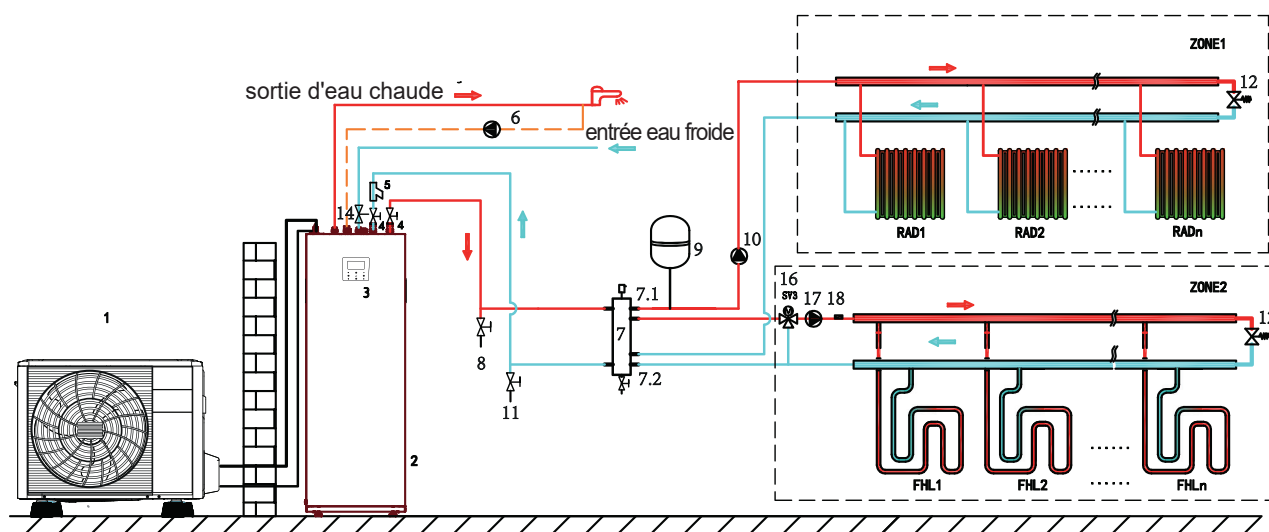 ZONE1
sortie d'eau chaude
6
entrée eau froide
12
5
14
4
4
RAD1
RAD2
RADn
......
......
3
9
10
16
SV3
17
18
ZONE2
7.1
7
1
8
7.2
12
11
2
......
......
FHL1
FHL2
FHLn